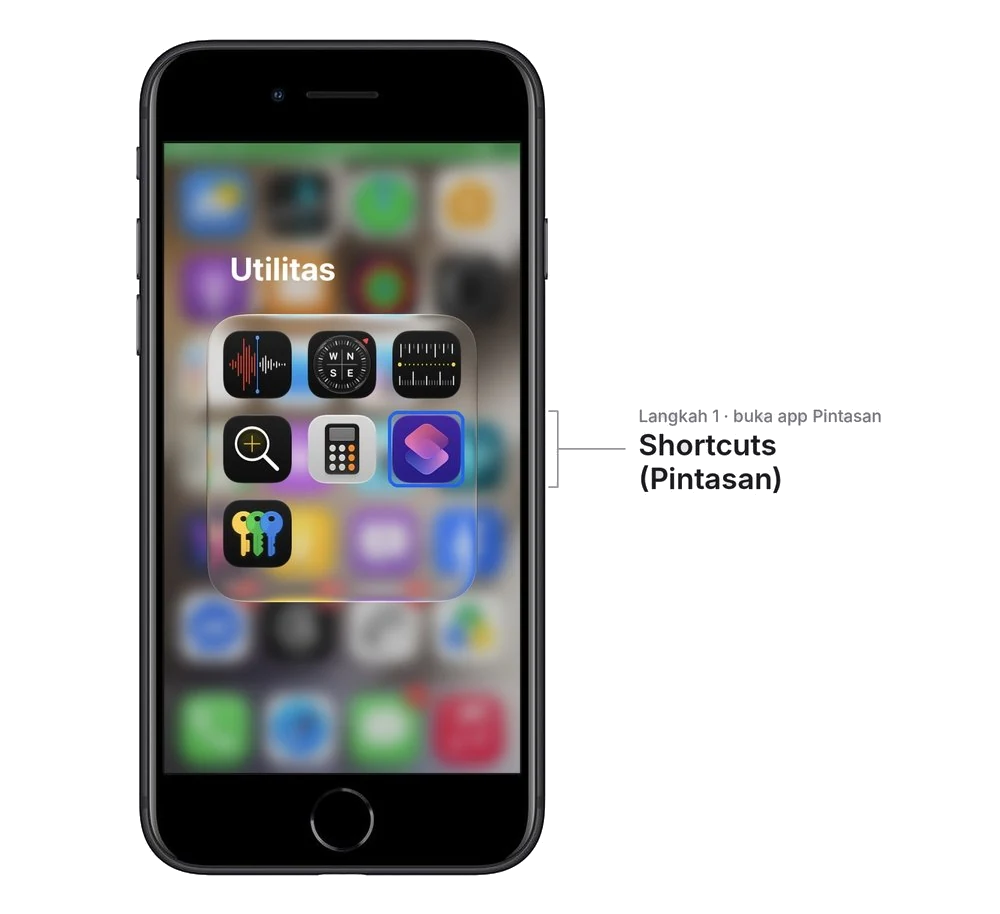 Utilitas
W N
S E
Langkah 1 · buka app Pintasan
Shortcuts
(Pintasan)